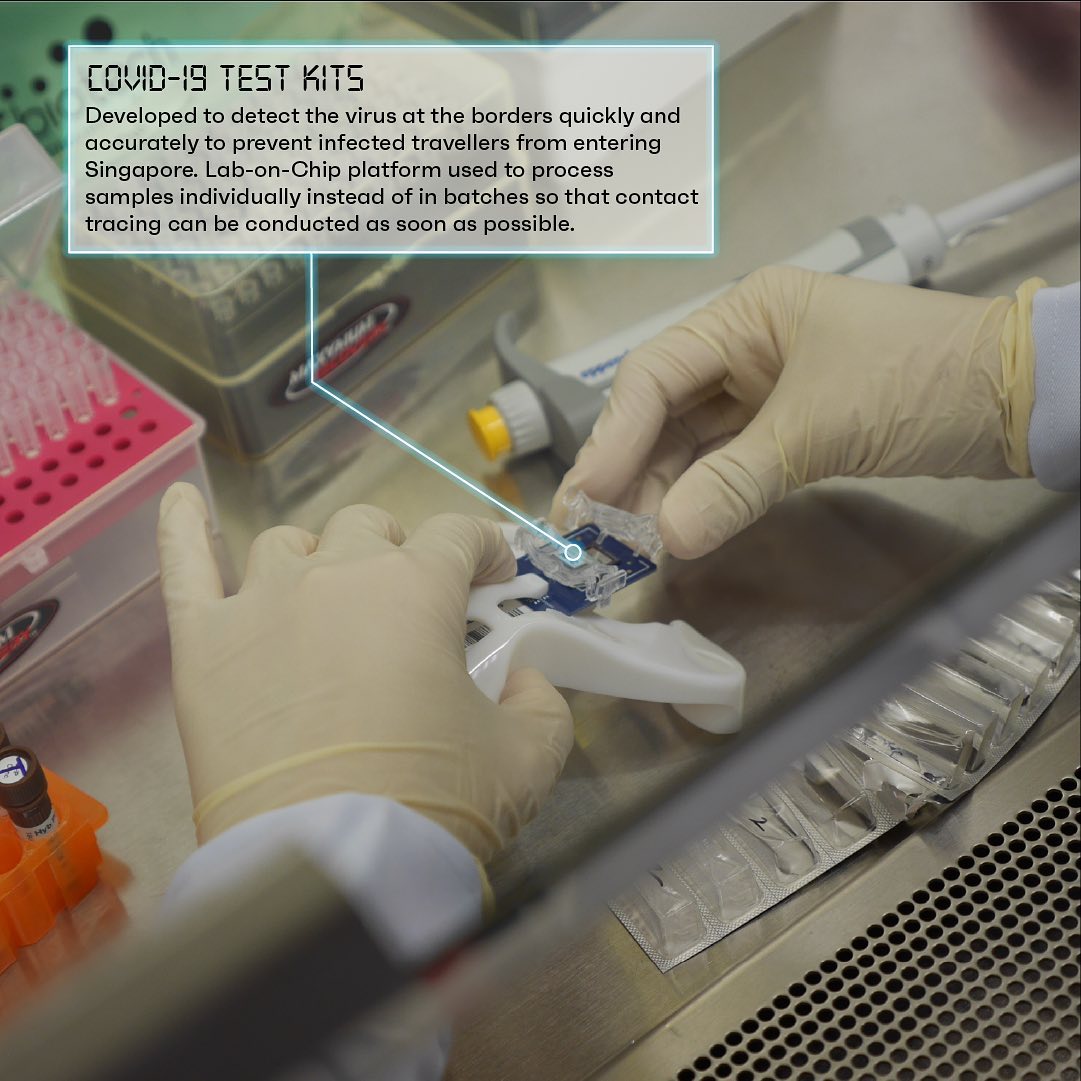 COVID-19 TEST KITS
Developed to detect the virus at the borders quickly and
accurately to prevent infected travellers from entering
Singapore. Lab-on-Chip platform used to process
samples individually instead of in batches so that contact
tracing can be conducted as soon as possible.
2